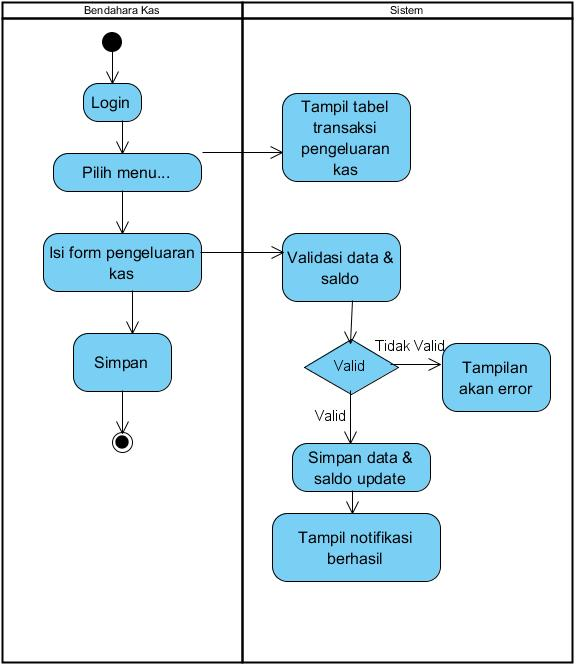 Bendahara Kas
Sistem
Login
Tampil tabel
transaksi
pengeluaran
kas
Pilih menu...
Isi form pengeluaran
kas
Validasi data &
saldo
Simpan
Valid
Tidak Valid
Tampilan
akan error
Valid
Simpan data &
saldo update
Tampil notifikasi
berhasil